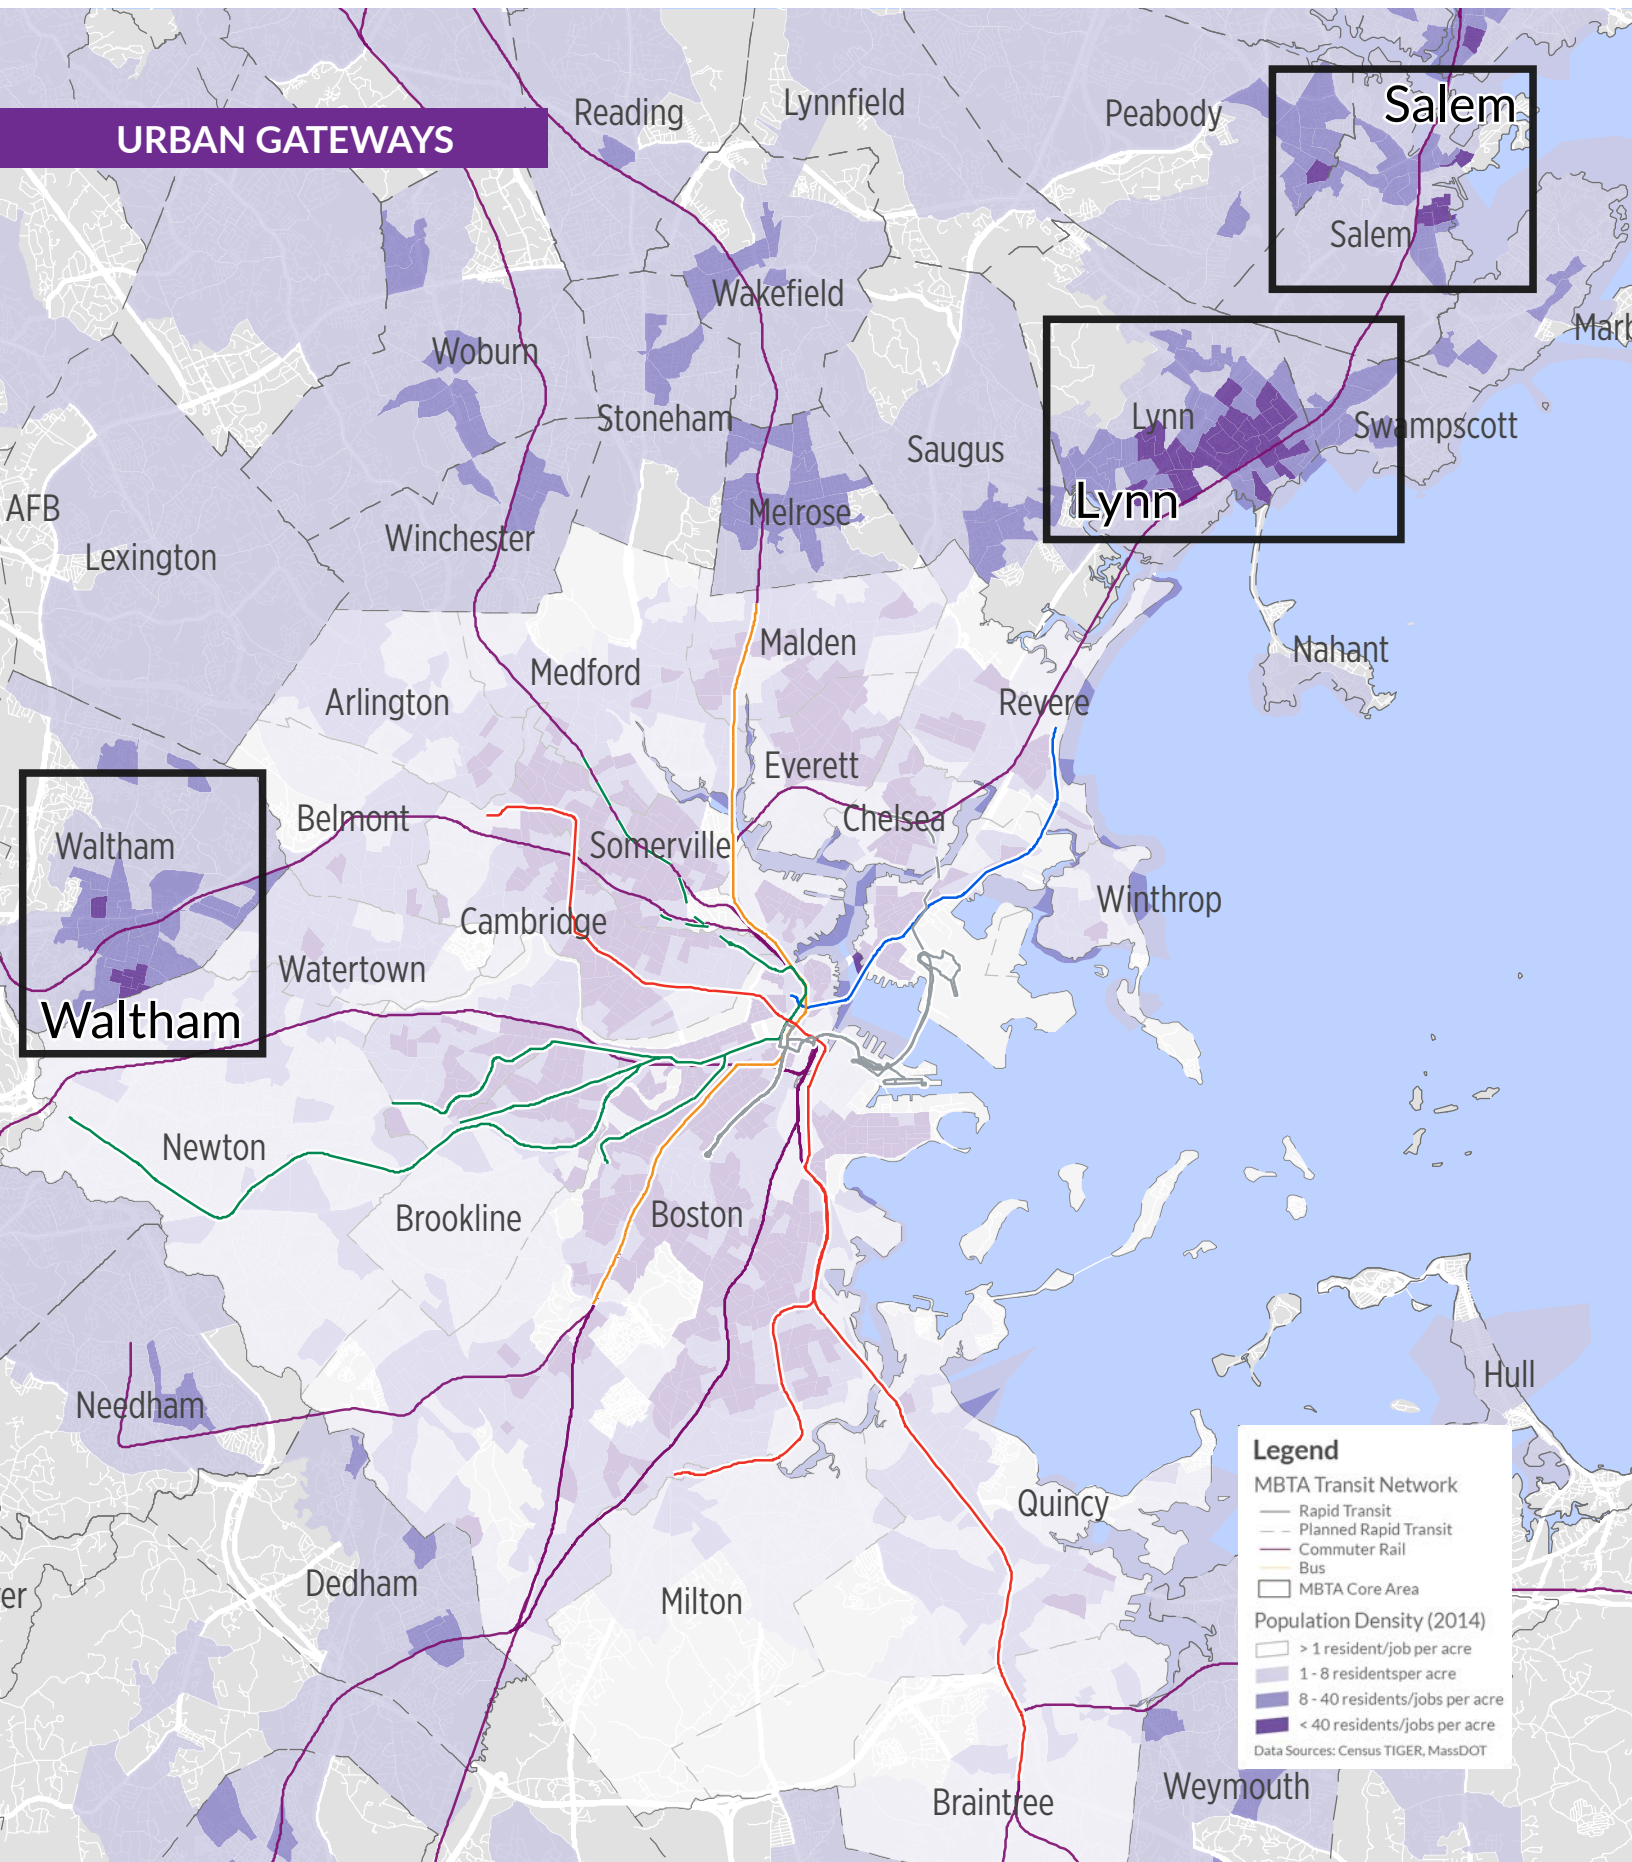 Reading
Lynnfield
Peabody
Salem
URBAN GATEWAYS
Salem
Wakefield
Marb
Woburn
Stoneham
Lynn
Swampscott
Saugus
AFB
Melrose
Lynn
Winchester
Lexington
Malden
Nahant
Medford
Arlington
Revere
Everett
Belmont
Chelsea
Waltham
Somerville
Winthrop
Cambridge
Watertown
Waltham
Newton
Brookline
Boston
Hull
Needham
Quincy
Dedham
er
Milton
Braintree
Weymouth
Legend
MBTA Transit Network
Rapid Transit
Planned Rapid Transit
Commuter Rail
Bus
MBTA Core Area
Population Density (2014)
> 1 resident/job per acre
1 - 8 residentsper acre
8 - 40 residents/jobs per acre
< 40 residents/jobs per acre
Data Sources: Census TIGER, MassDOT